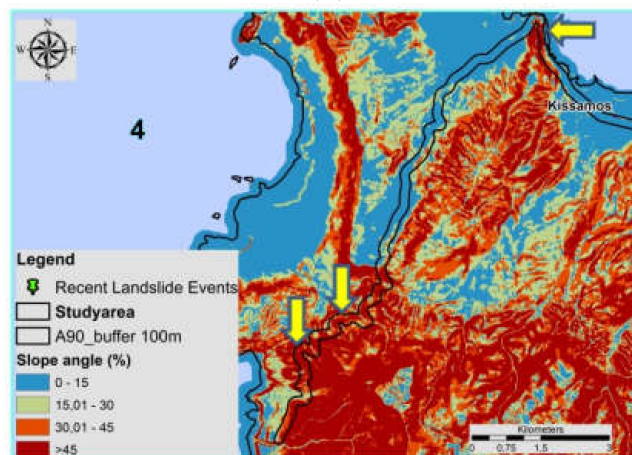 N
W E
S
Kissamos
4
Legend
Recent Landslide Events
Studyarea
A90_buffer 100m
Slope angle (%)
0 - 15
15,01 - 30
30,01 - 45
>45
Kilometers
0 0,75 1,5 3